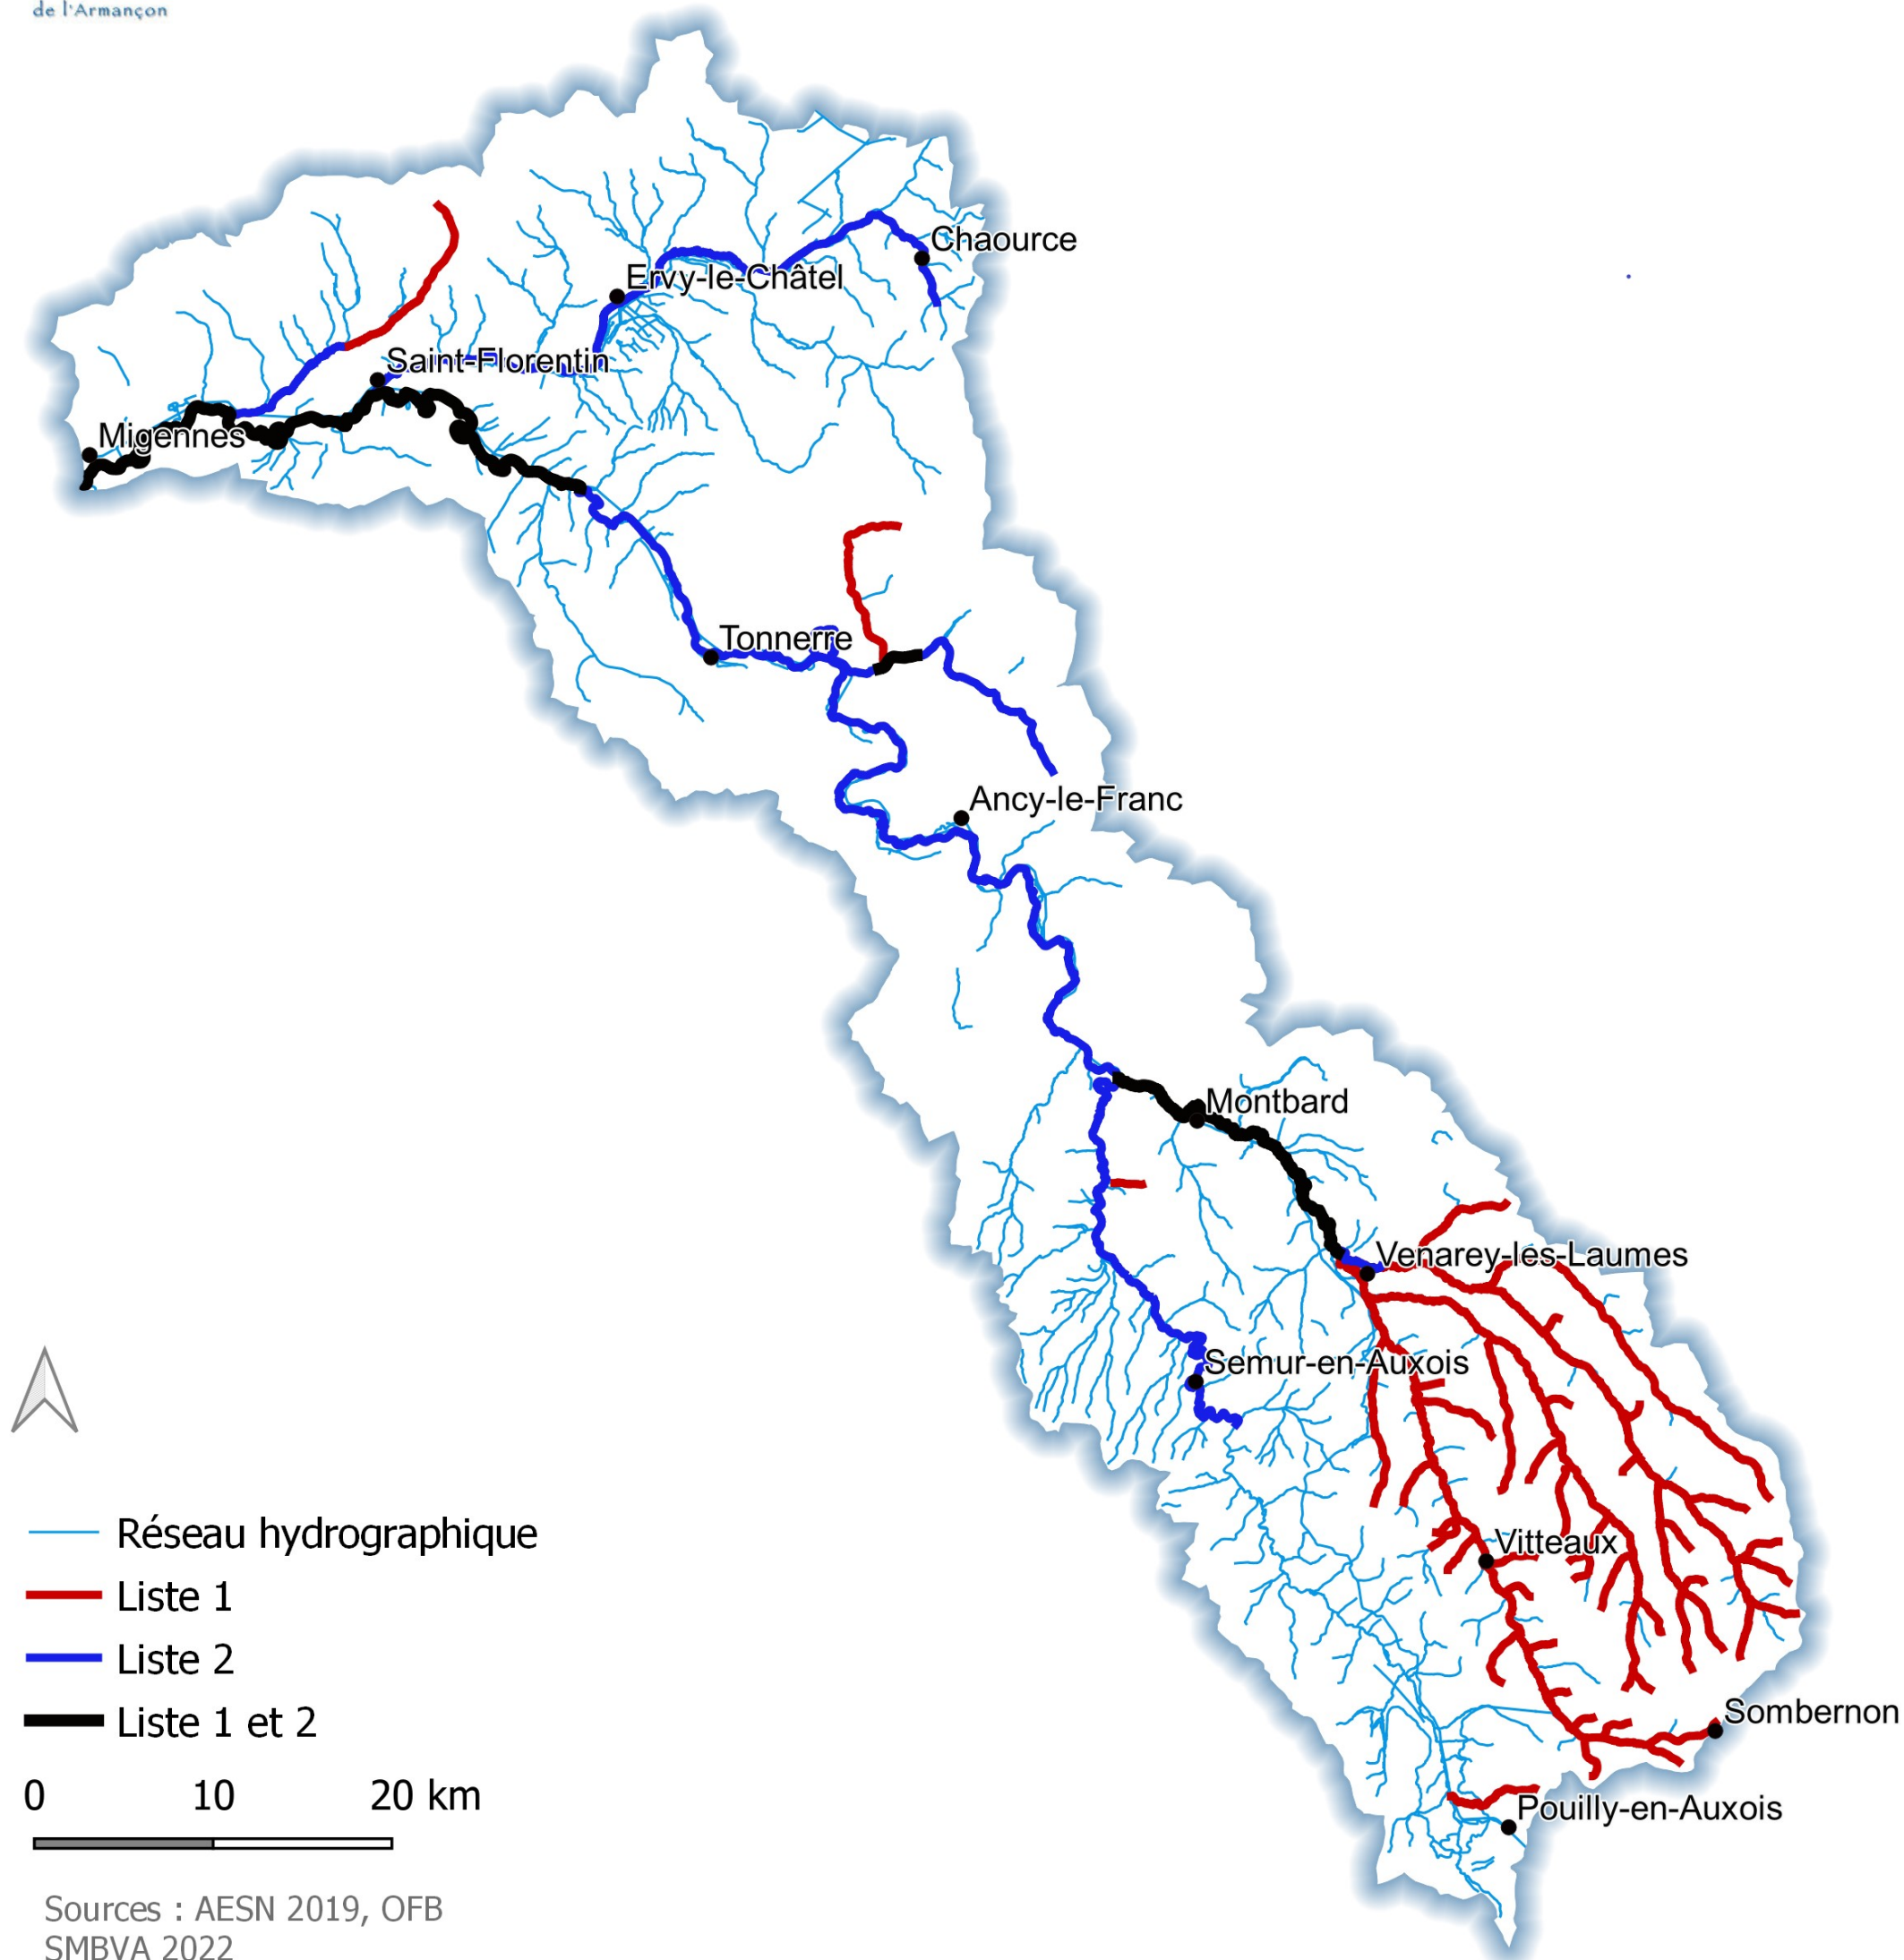 de l'Armançon
Chaource
Ervy-le-Châtel
Saint-Florentin
Migennes
Tonnerre
Ancy-le-Franc
Montbard
Venarey-les-Laumes
Semur-en-Auxois
Vitteaux
Sombernon
Pouilly-en-Auxois
Réseau hydrographique
Liste 1
Liste 2
Liste 1 et 2
0 10 20 km
Sources : AESN 2019, OFB
SMBVA 2022